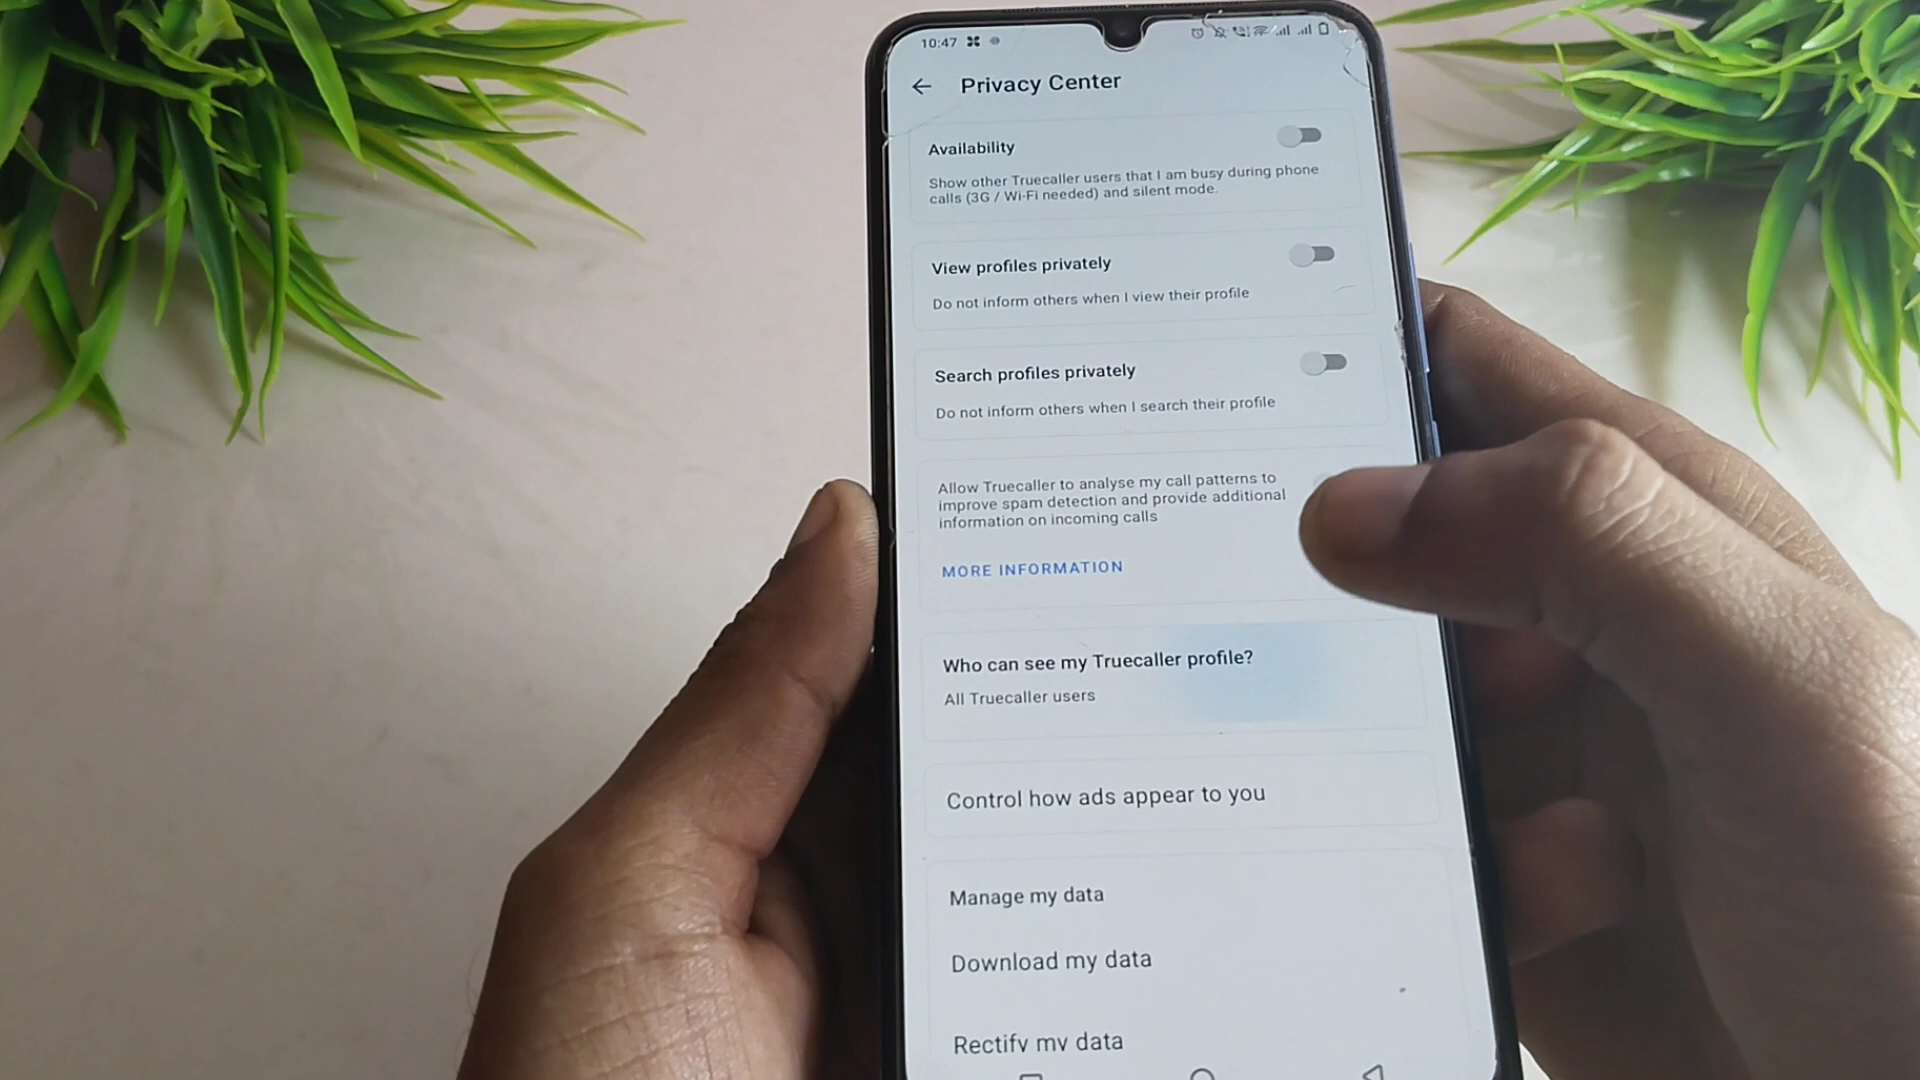 10:47
Privacy Center
Availability
Show other Truecaller users that I am busy during phone
calls (3G / Wi-Fi needed) and silent mode.
View profiles privately
Do not inform others when I view their profile
Search profiles privately
Do not inform others when I search their profile
Allow Truecaller to analyse my call patterns to
improve spam detection and provide additional
information on incoming calls
MORE INFORMATION
Who can see my Truecaller profile?
All Truecaller users
Control how ads appear to you
Manage my data
Download my data
Rectify my data